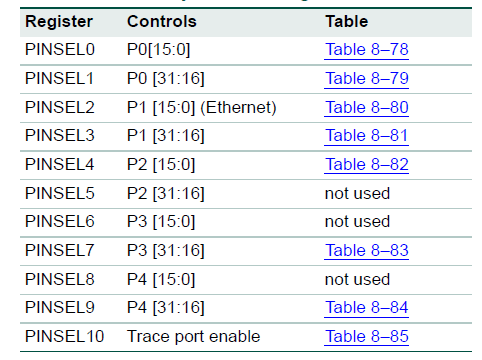 Register Controls Table
PINSEL0 P0[15:0] Table 8–78
PINSEL1 P0 [31:16] Table 8–79
PINSEL2 P1 [15:0] (Ethernet) Table 8–80
PINSEL3 P1 [31:16] Table 8–81
PINSEL4 P2 [15:0] Table 8–82
PINSEL5 P2 [31:16] not used
PINSEL6 P3 [15:0] not used
PINSEL7 P3 [31:16] Table 8–83
PINSEL8 P4 [15:0] not used
PINSEL9 P4 [31:16] Table 8–84
PINSEL10 Trace port enable Table 8–85